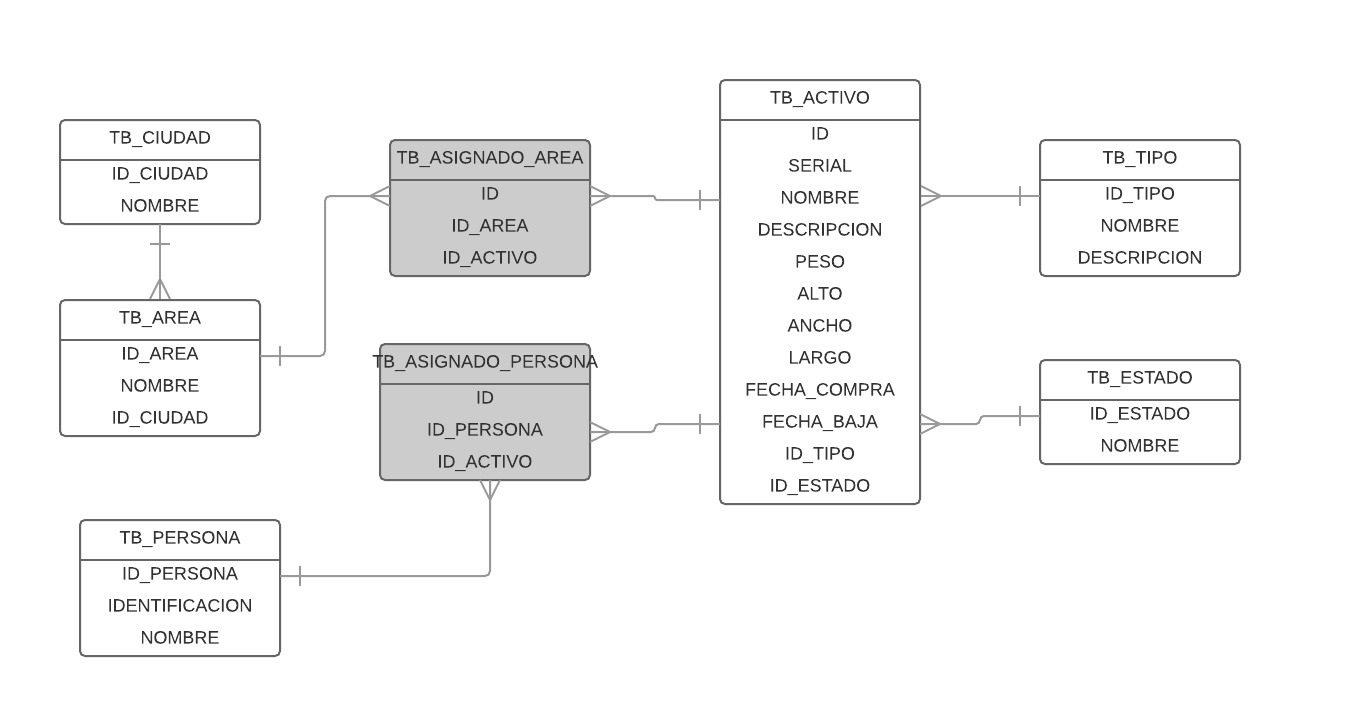 TB_CIUDAD
ID_CIUDAD
NOMBRE
TB_AREA
ID_AREA
NOMBRE
ID_CIUDAD
TB_PERSONA
ID_PERSONA
IDENTIFICACION
NOMBRE
TB_ASIGNADO_AREA
ID
ID_AREA
ID_ACTIVO
TB_ASIGNADO_PERSONA
ID
ID_PERSONA
ID_ACTIVO
TB_ACTIVO
ID
SERIAL
NOMBRE
DESCRIPCION
PESO
ALTO
ANCHO
LARGO
FECHA_COMPRA
FECHA_BAJA
ID_TIPO
ID_ESTADO
TB_TIPO
ID_TIPO
NOMBRE
DESCRIPCION
TB_ESTADO
ID_ESTADO
NOMBRE